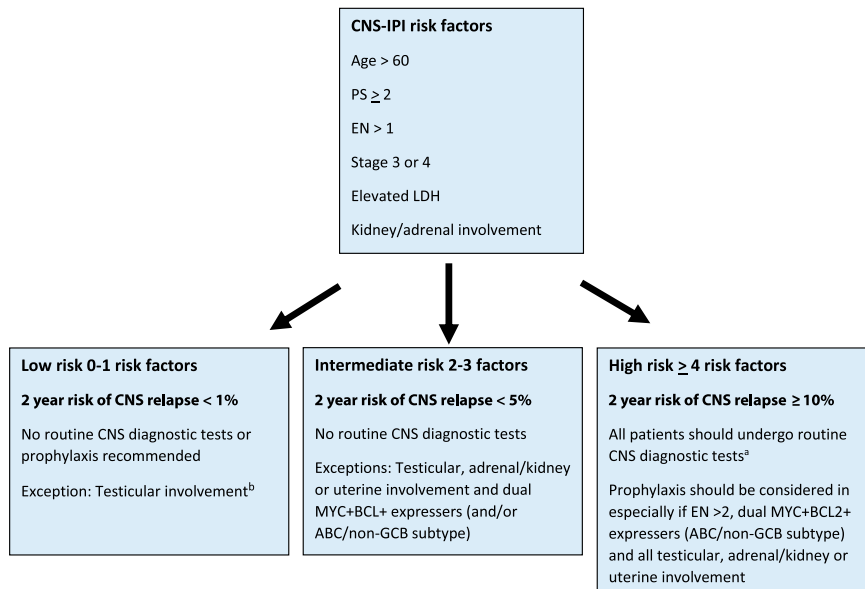 CNS-IPI risk factors
Age > 60
PS ≥ 2
EN > 1
Stage 3 or 4
Elevated LDH
Kidney/adrenal involvement
Low risk 0-1 risk factors
2 year risk of CNS relapse < 1%
No routine CNS diagnostic tests or
prophylaxis recommended
Exception: Testicular involvementᵇ
Intermediate risk 2-3 factors
2 year risk of CNS relapse < 5%
No routine CNS diagnostic tests
Exceptions: Testicular, adrenal/kidney
or uterine involvement and dual
MYC+BCL+ expressers (and/or
ABC/non-GCB subtype)
High risk ≥ 4 risk factors
2 year risk of CNS relapse ≥ 10%
All patients should undergo routine
CNS diagnostic testsᵃ
Prophylaxis should be considered in
especially if EN >2, dual MYC+BCL2+
expressers (ABC/non-GCB subtype)
and all testicular, adrenal/kidney or
uterine involvement